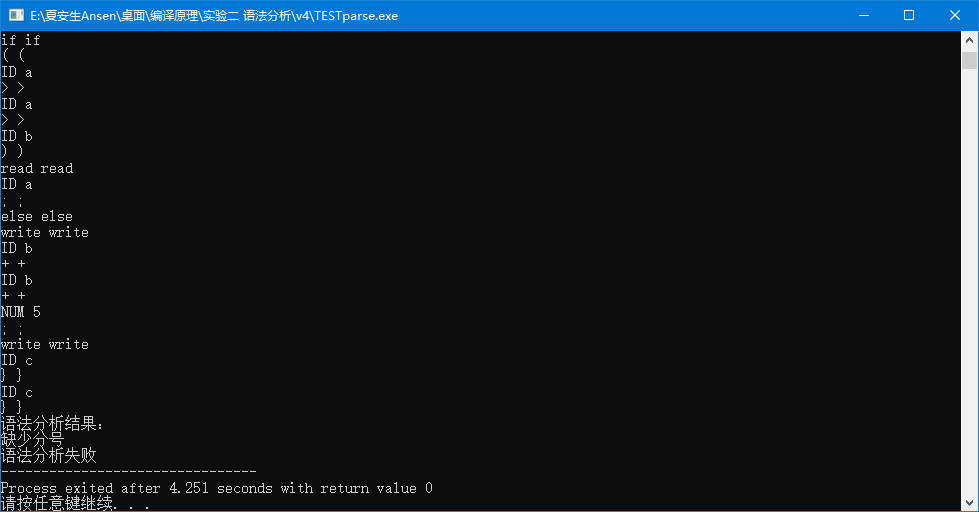 E:\夏安生Ansen\桌面\编译原理\实验二 语法分析\v4\TESTparse.exe
if if
( (
ID a
> >
ID a
> >
ID b
) )
read read
ID a
; ;
else else
write write
ID b
+ +
ID b
+ +
NUM 5
; ;
write write
ID c
} }
ID c
} }
语法分析结果：
缺少分号
语法分析失败
--------------------------------
Process exited after 4.251 seconds with return value 0
请按任意键继续. . .